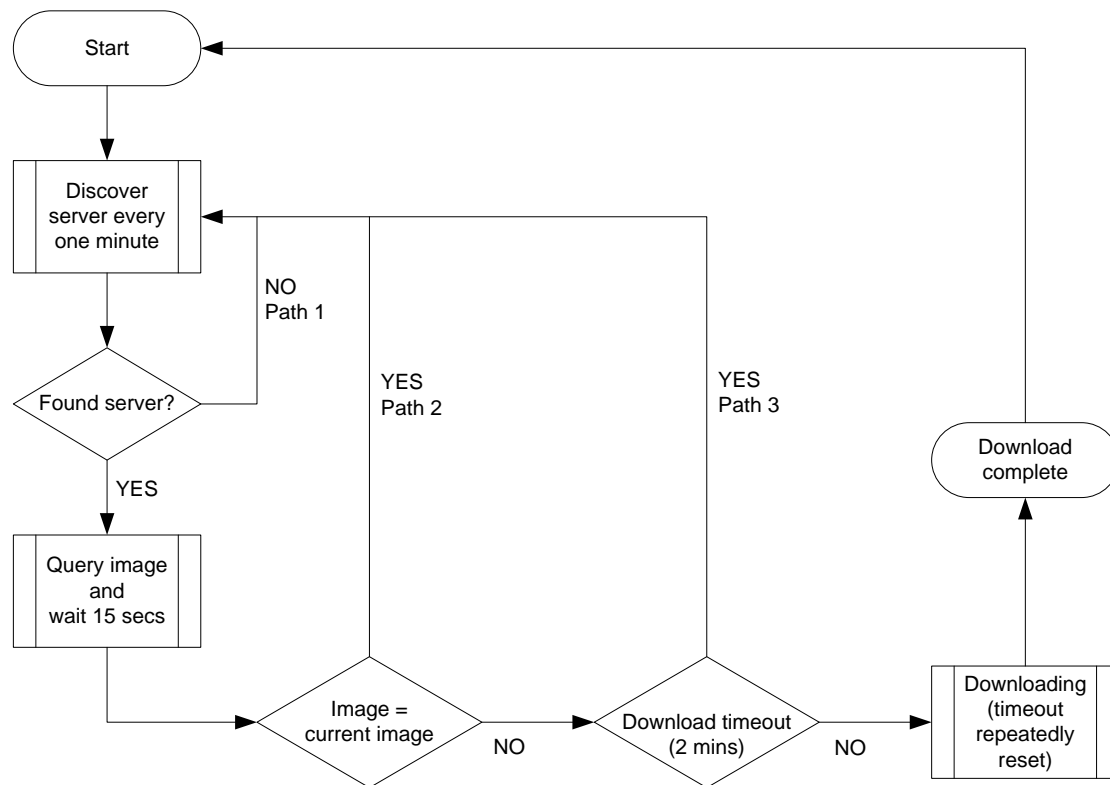 Start
Discover
server every
one minute
NO
Path 1
Found server?
YES
Path 2
YES
Path 3
Download
complete
YES
Query image
and
wait 15 secs
Image =
current image
NO
Download timeout
(2 mins)
NO
Downloading
(timeout
repeatedly
reset)